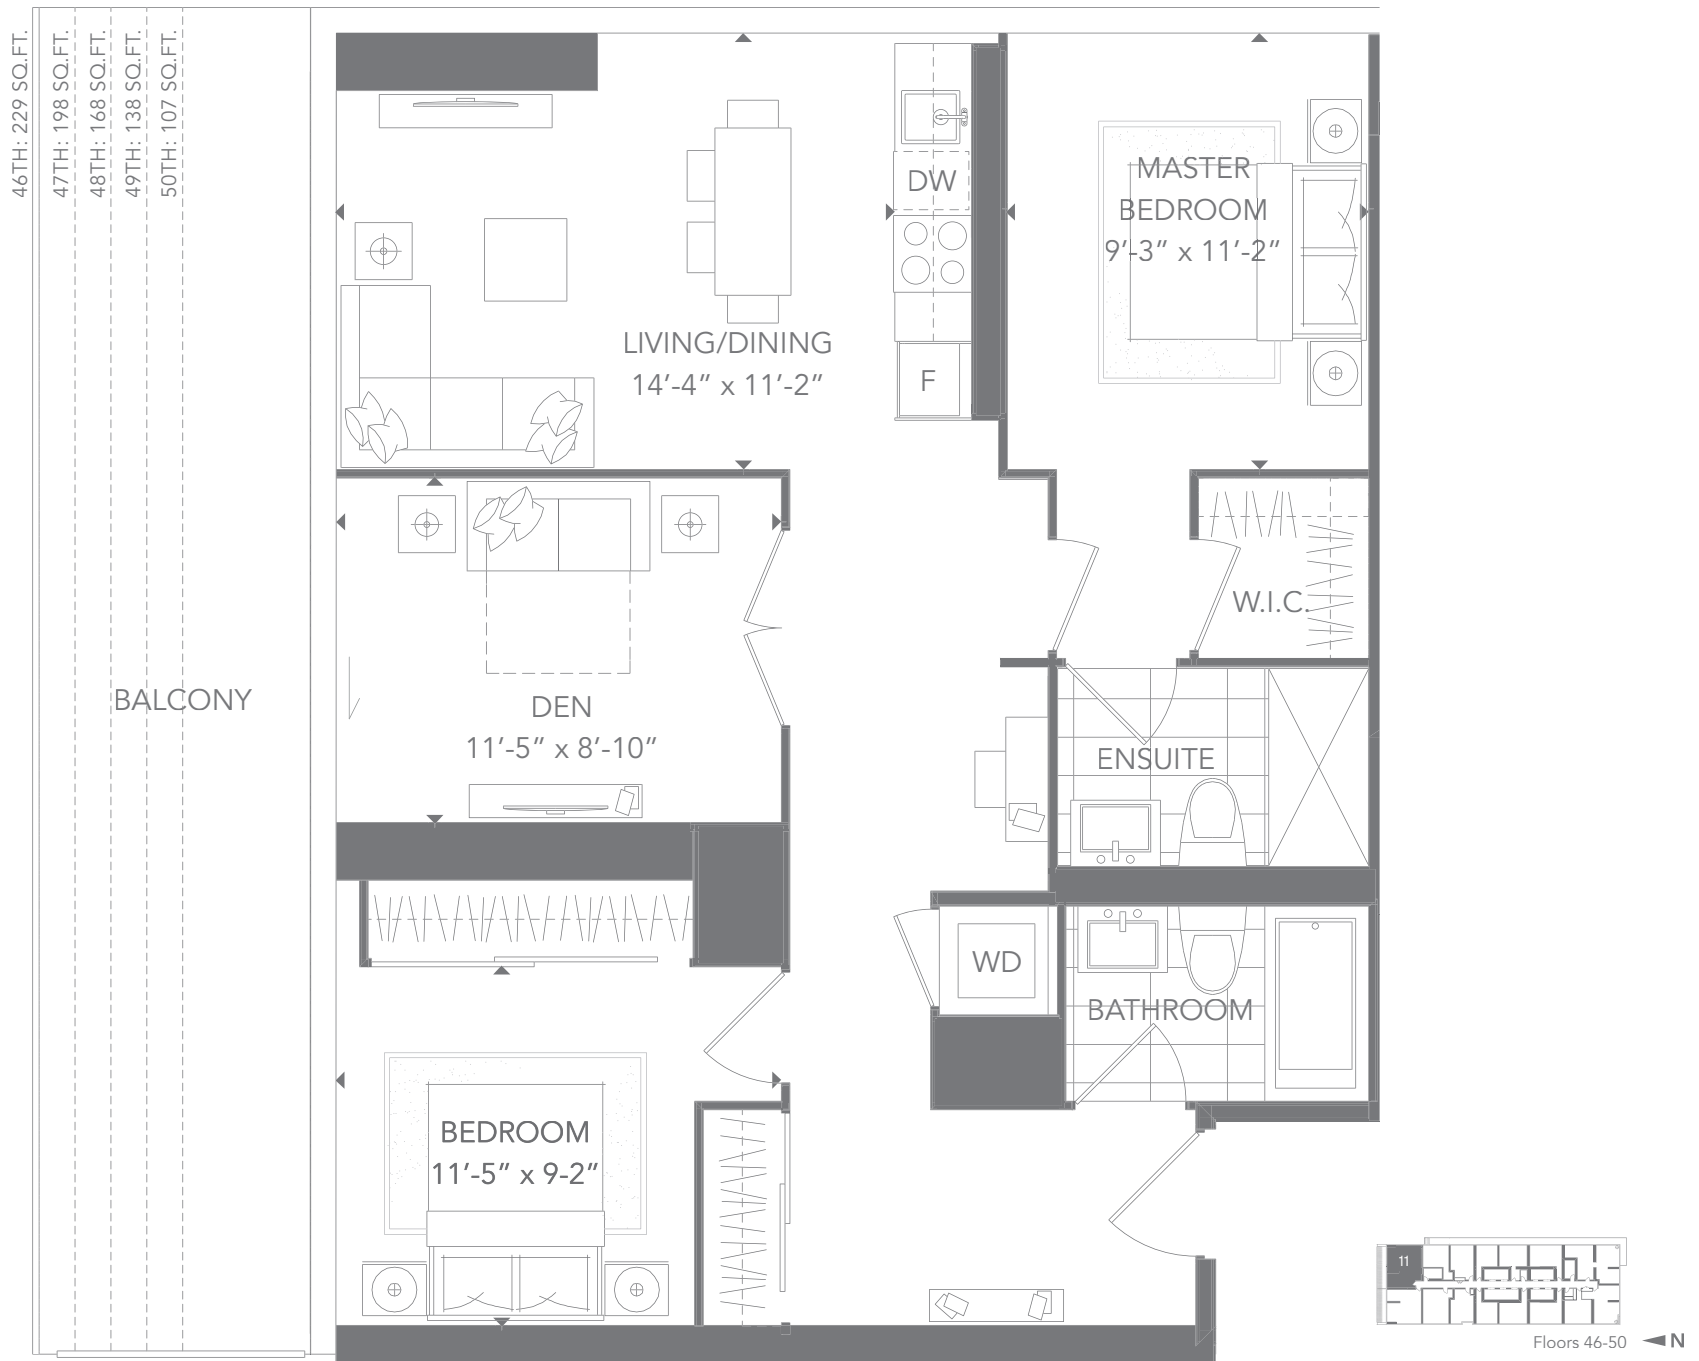 46TH: 229 SQ.FT.
47TH: 198 SQ.FT.
48TH: 168 SQ.FT.
49TH: 138 SQ.FT.
50TH: 107 SQ.FT.
DW
MASTER
BEDROOM
9'-3" x 11'-2"
LIVING/DINING
14'-4" x 11'-2"
F
W.I.C.
BALCONY
DEN
11'-5" x 8'-10"
ENSUITE
WD
BATHROOM
BEDROOM
11'-5" x 9-2"
11
Floors 46-50
N